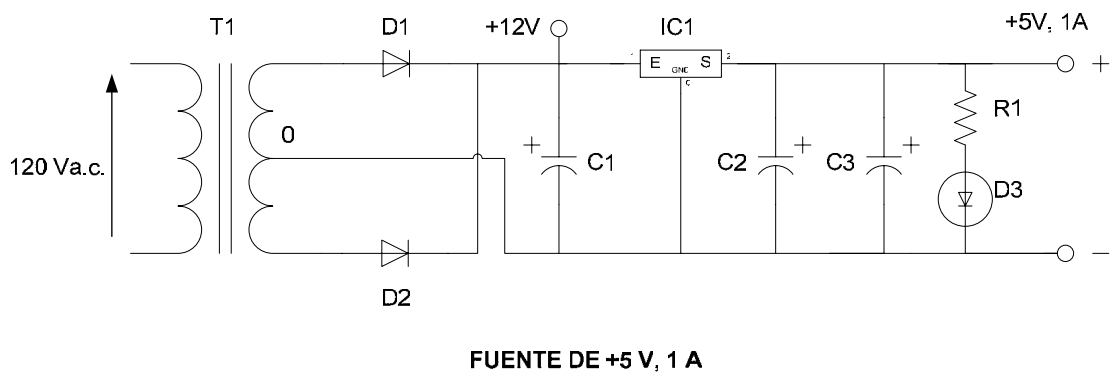 T1
D1
+12V
IC1
+5V, 1A
1
E
GND
S
2
+
R1
0
120 Va.c.
+
C1
C2
+
C3
+
D3
D2
-
FUENTE DE +5 V, 1 A